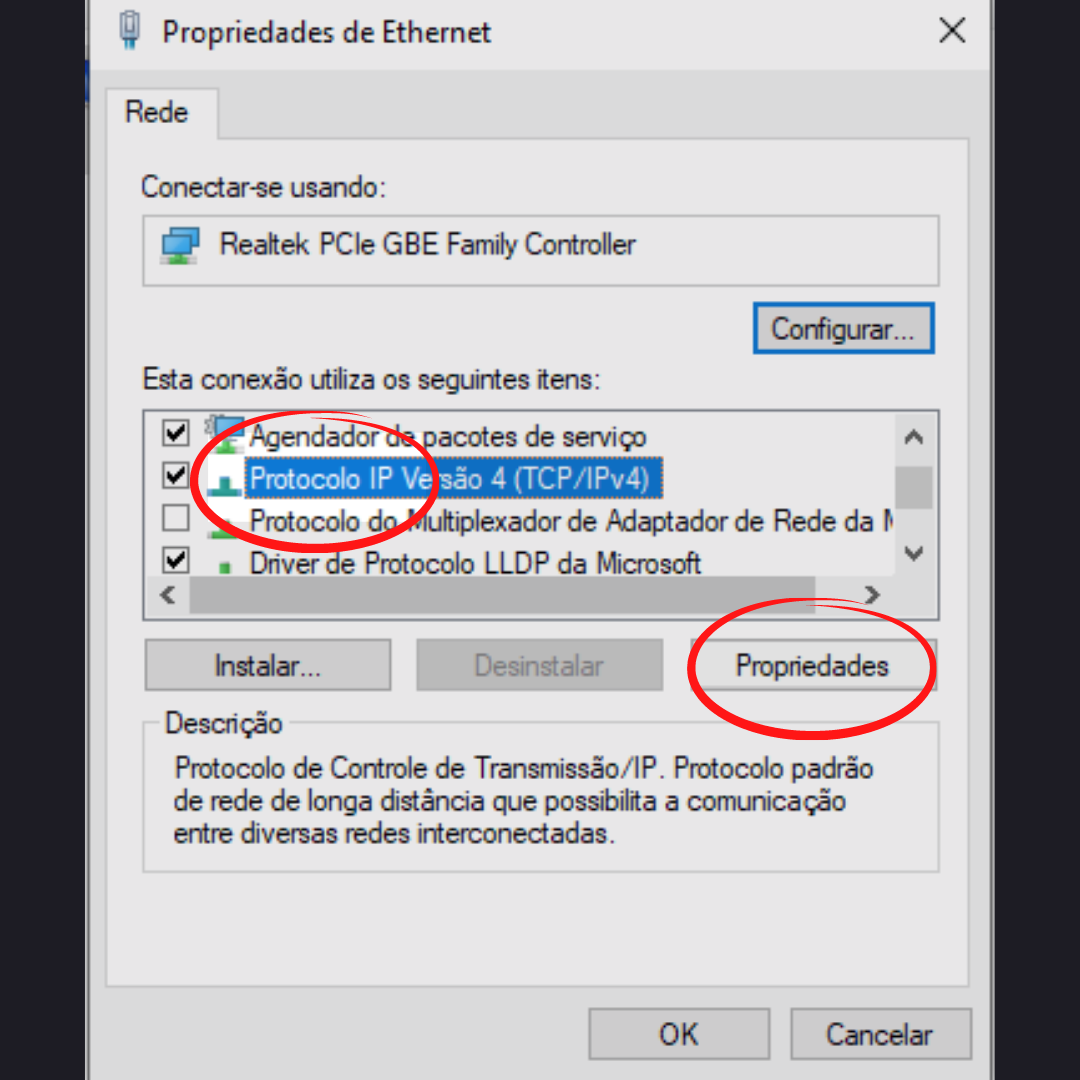 Propriedades de Ethernet
Rede
Conectar-se usando:
Realtek PCIe GBE Family Controller
Configurar...
Esta conexão utiliza os seguintes itens:
Agendador de pacotes de serviço
Protocolo IP Versão 4 (TCP/IPv4)
Protocolo do Multiplexador de Adaptador de Rede da
Driver de Protocolo LLDP da Microsoft
Instalar...
Desinstalar
Propriedades
Descrição
Protocolo de Controle de Transmissão/IP. Protocolo padrão
de rede de longa distância que possibilita a comunicação
entre diversas redes interconectadas.
OK
Cancelar